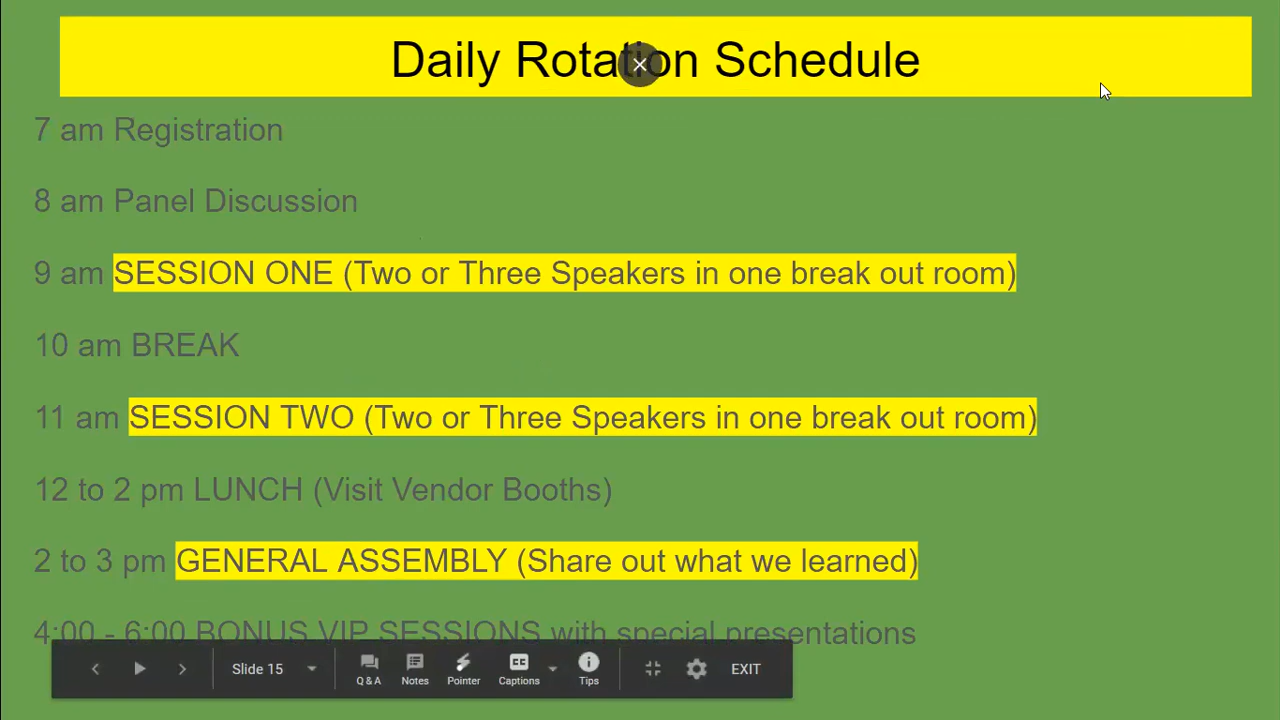 Daily Rotation Schedule
7 am Registration
8 am Panel Discussion
9 am SESSION ONE (Two or Three Speakers in one break out room)
10 am BREAK
11 am SESSION TWO (Two or Three Speakers in one break out room)
12 to 2 pm LUNCH (Visit Vendor Booths)
2 to 3 pm GENERAL ASSEMBLY (Share out what we learned)
4:00 - 6:00 BONUS VIP SESSIONS with special presentations
Slide 15 Q&A Notes Pointer CC Captions Tips EXIT